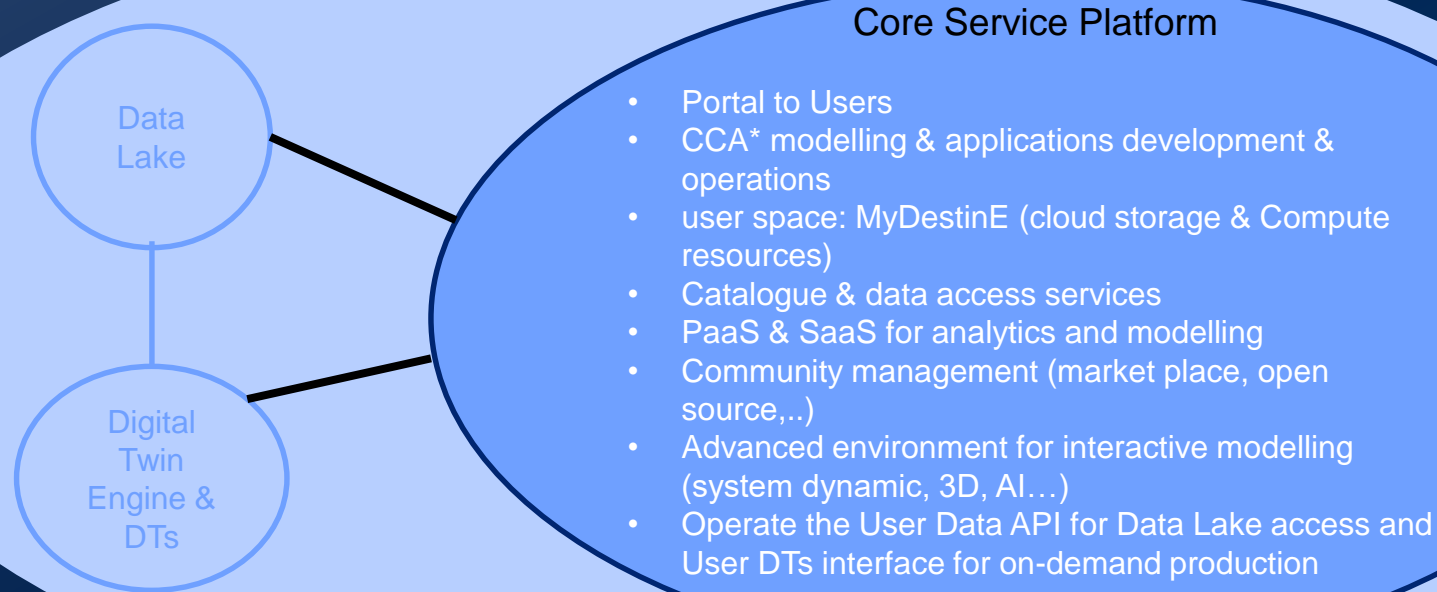 Core Service Platform
Data
Lake
Digital
Twin
Engine &
DTs
• Portal to Users
• CCA* modelling & applications development &
operations
• user space: MyDestinE (cloud storage & Compute
resources)
• Catalogue & data access services
• PaaS & SaaS for analytics and modelling
• Community management (market place, open
source,..)
• Advanced environment for interactive modelling
(system dynamic, 3D, AI…)
• Operate the User Data API for Data Lake access and
User DTs interface for on-demand production